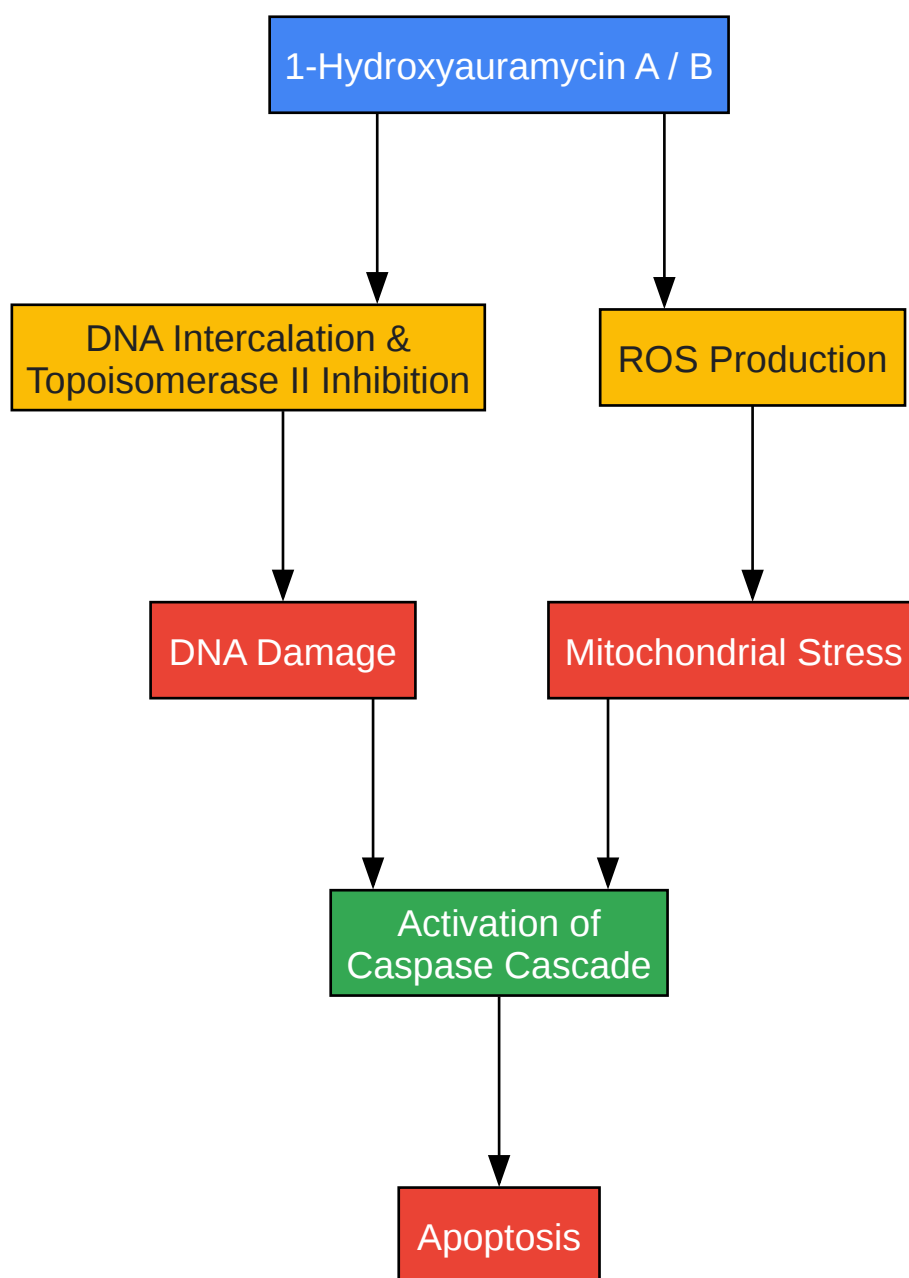 1-Hydroxyauramycin A / B
DNA Intercalation &
Topoisomerase II Inhibition
ROS Production
DNA Damage
Mitochondrial Stress
Activation of
Caspase Cascade
Apoptosis